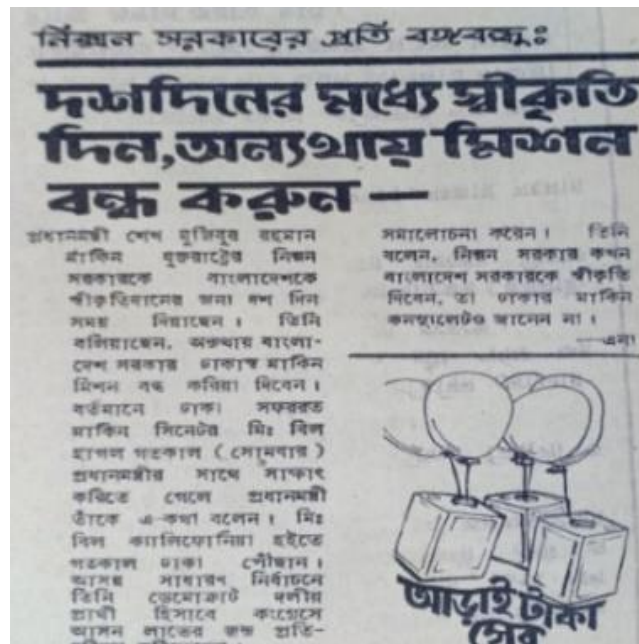 নিক্সন সরকারের প্রতি বঙ্গবন্ধুঃ
দশদিনের মধ্যে স্বীকৃতি
দিন, অন্যথায় মিশন
বন্ধ করুন —
প্রধানমন্ত্রী শেখ মুজিবুর রহমান
মার্কিন যুক্তরাষ্ট্রের নিক্সন
সরকারকে বাংলাদেশকে
স্বীকৃতিদানের জন্য দশ দিন
সময় দিয়াছেন। তিনি
বলিয়াছেন, অন্যথায় বাংলা-
দেশ সরকার ঢাকাস্থ মার্কিন
মিশন বন্ধ করিয়া দিবেন।
বর্তমানে ঢাকা সফররত
মার্কিন সিনেটর মিঃ বিল
হাগল গতকাল (সোমবার)
প্রধানমন্ত্রীর সাথে সাক্ষাৎ
করিতে গেলে প্রধানমন্ত্রী
তাঁকে এ-কথা বলেন। মিঃ
বিল ক্যালিফোর্নিয়া হইতে
গতকাল ঢাকা পৌঁছান।
আসন্ন সাধারণ নির্বাচনে
তিনি ডেমোক্রাট দলীয়
প্রার্থী হিসাবে কংগ্রেসে
আসন লাভের জন্য প্রতি-
সমালোচনা করেন। তিনি
বলেন, নিক্সন সরকার কখন
বাংলাদেশ সরকারকে স্বীকৃতি
দিবেন, তা ঢাকার মার্কিন
কনস্যুলেটও জানেন না।
—এনা
আড়াই টাকা
সের